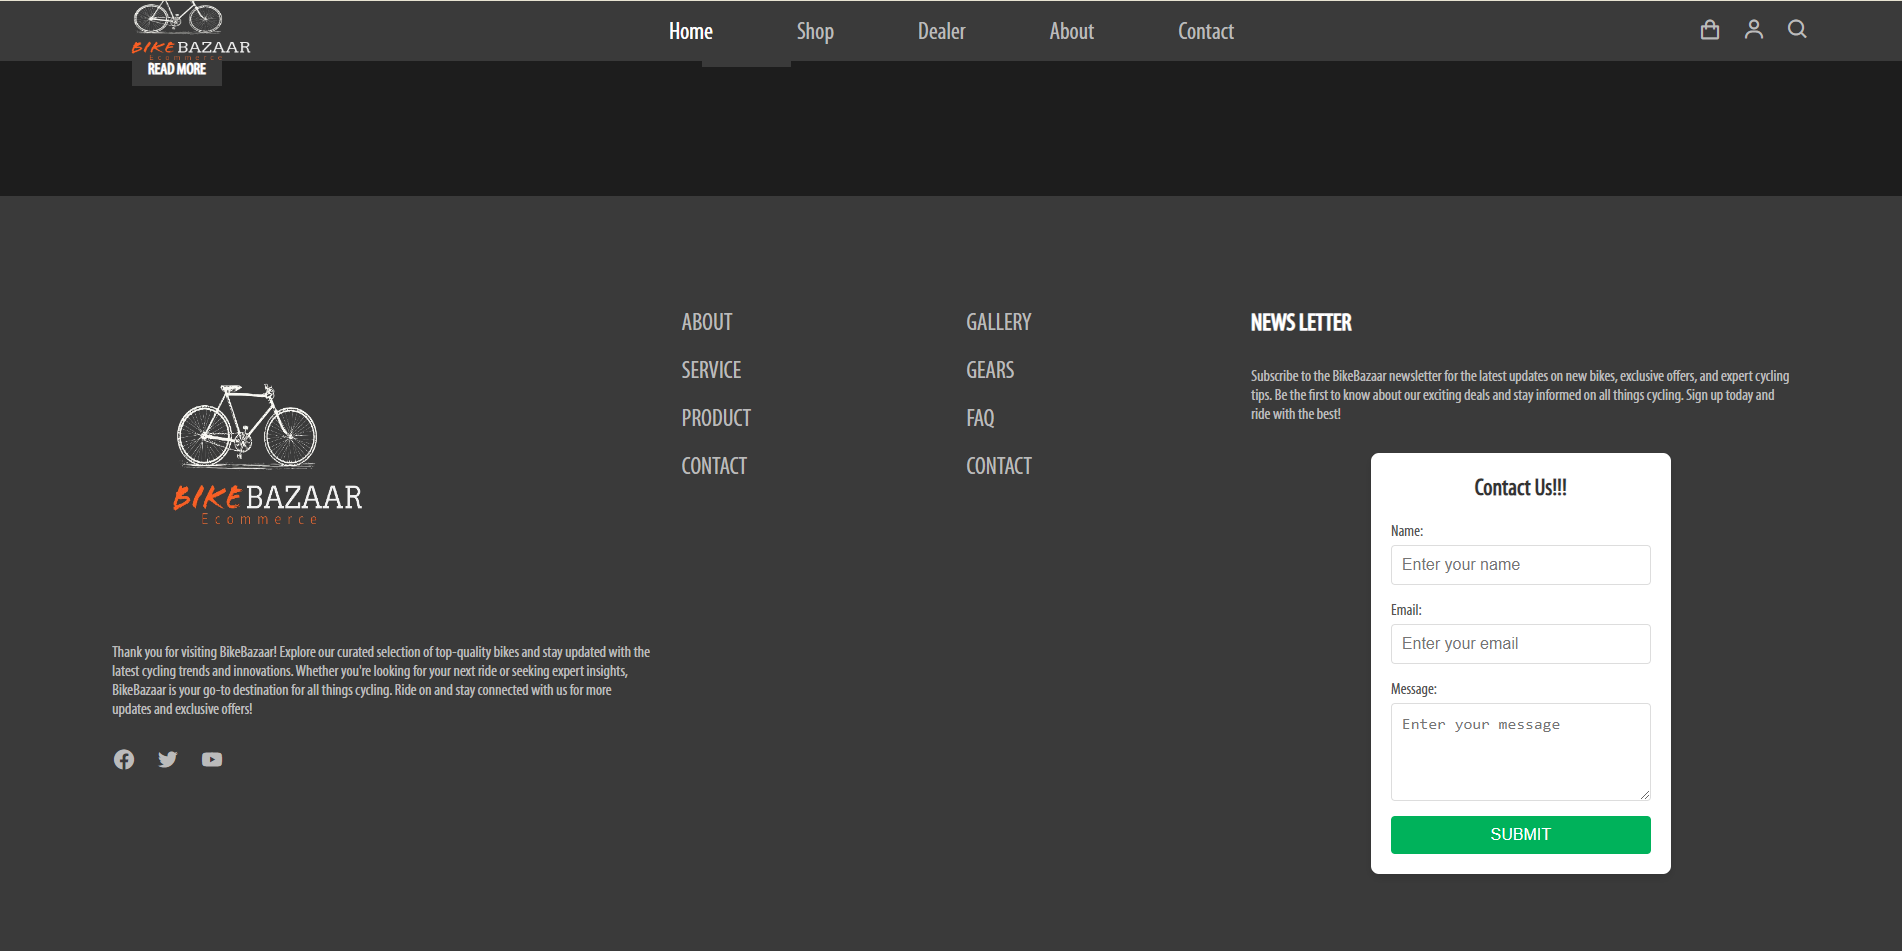 BIKE BAZAAR
Ecommerce
Home
Shop
Dealer
About
Contact
READ MORE
BIKE BAZAAR
Ecommerce
Thank you for visiting BikeBazaar! Explore our curated selection of top-quality bikes and stay updated with the
latest cycling trends and innovations. Whether you're looking for your next ride or seeking expert insights,
BikeBazaar is your go-to destination for all things cycling. Ride on and stay connected with us for more
updates and exclusive offers!
ABOUT
SERVICE
PRODUCT
CONTACT
GALLERY
GEARS
FAQ
CONTACT
NEWS LETTER
Subscribe to the BikeBazaar newsletter for the latest updates on new bikes, exclusive offers, and expert cycling
tips. Be the first to know about our exciting deals and stay informed on all things cycling. Sign up today and
ride with the best!
Contact Us!!!
Name:
Enter your name
Email:
Enter your email
Message:
Enter your message
SUBMIT